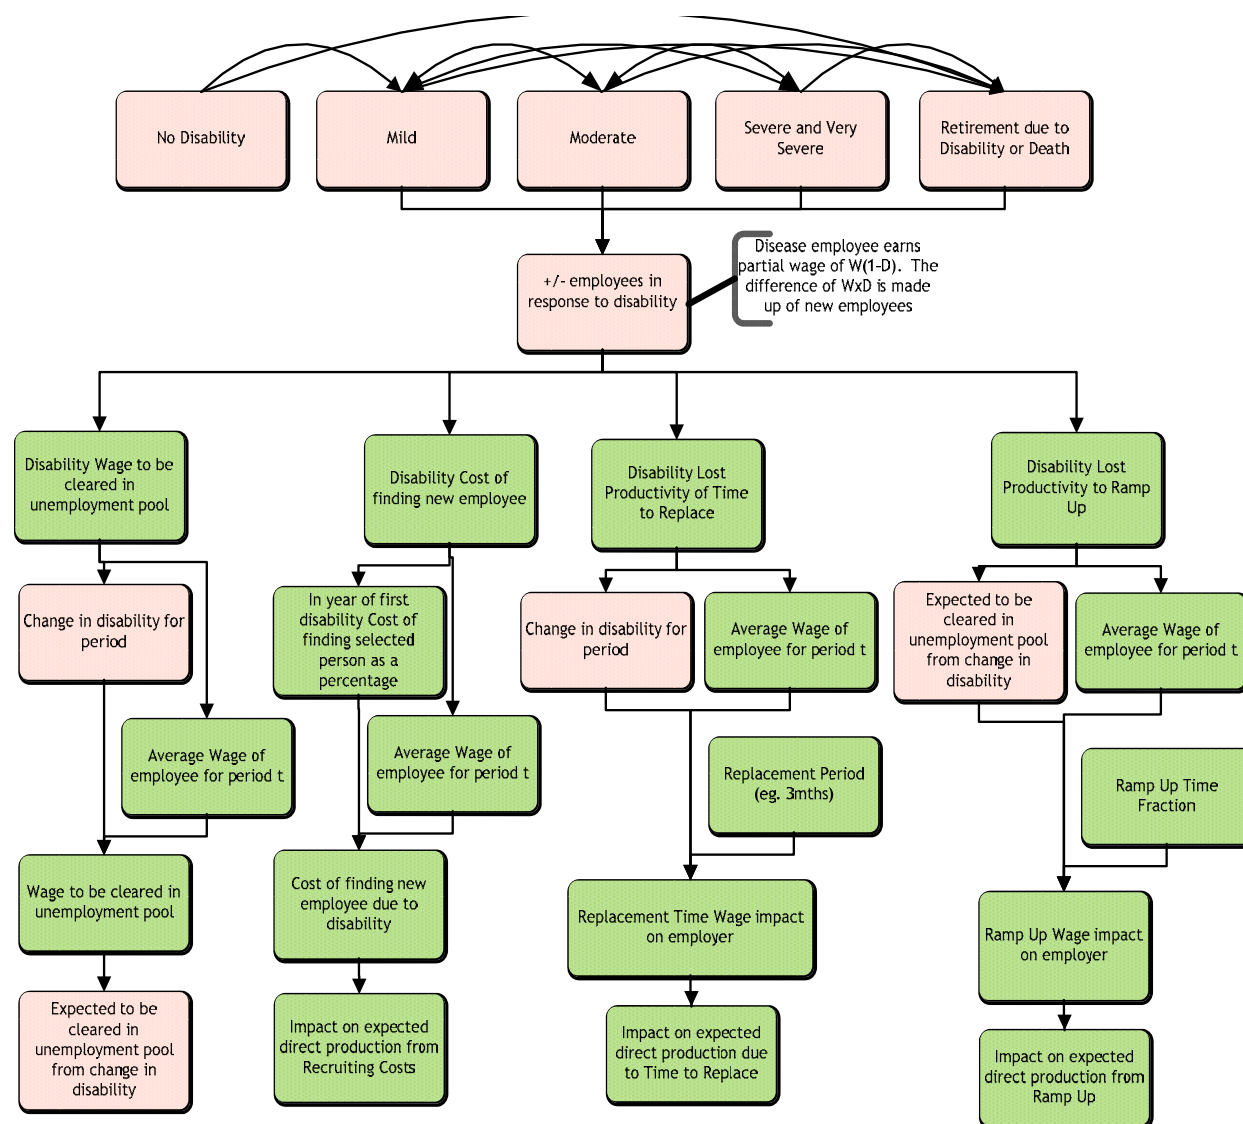 No Disability
Mild
Moderate
Severe and Very
Severe
Retirement due to
Disability or Death
+/- employees in
response to disability
Disease employee earns
partial wage of W(1-D).  The
difference of WxD is made
up of new employees
Disability Wage to be
cleared in
unemployment pool
Disability Cost of
finding new employee
Disability Lost
Productivity of Time
to Replace
Disability Lost
Productivity to Ramp
Up
Change in disability for
period
In year of first
disability Cost of
finding selected
person as a
percentage
Change in disability for
period
Average Wage of
employee for period t
Expected to be
cleared in
unemployment pool
from change in
disability
Average Wage of
employee for period t
Average Wage of
employee for period t
Average Wage of
employee for period t
Replacement Period
(eg. 3mths)
Ramp Up Time
Fraction
Wage to be cleared in
unemployment pool
Cost of finding new
employee due to
disability
Replacement Time Wage impact
on employer
Ramp Up Wage impact
on employer
Expected to be
cleared in
unemployment pool
from change in
disability
Impact on expected
direct production from
Recruiting Costs
Impact on expected
direct production due
to Time to Replace
Impact on expected
direct production from
Ramp Up